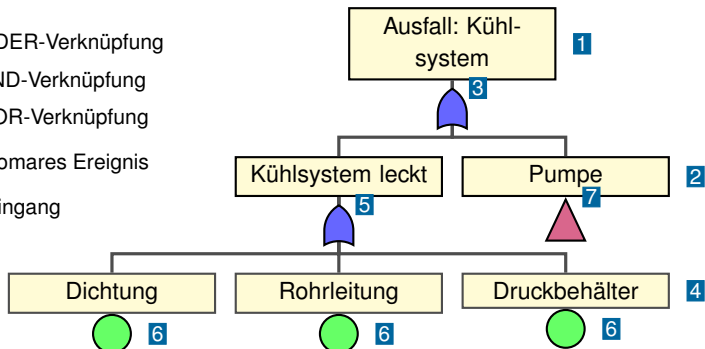 DER-Verknüpfung
ND-Verknüpfung
OR-Verknüpfung
omares Ereignis
ingang
Ausfall: Kühl-
system
1
3
Kühlsystem leckt
Pumpe
2
7
5
Dichtung
Rohrleitung
Druckbehälter
4
6
6
6